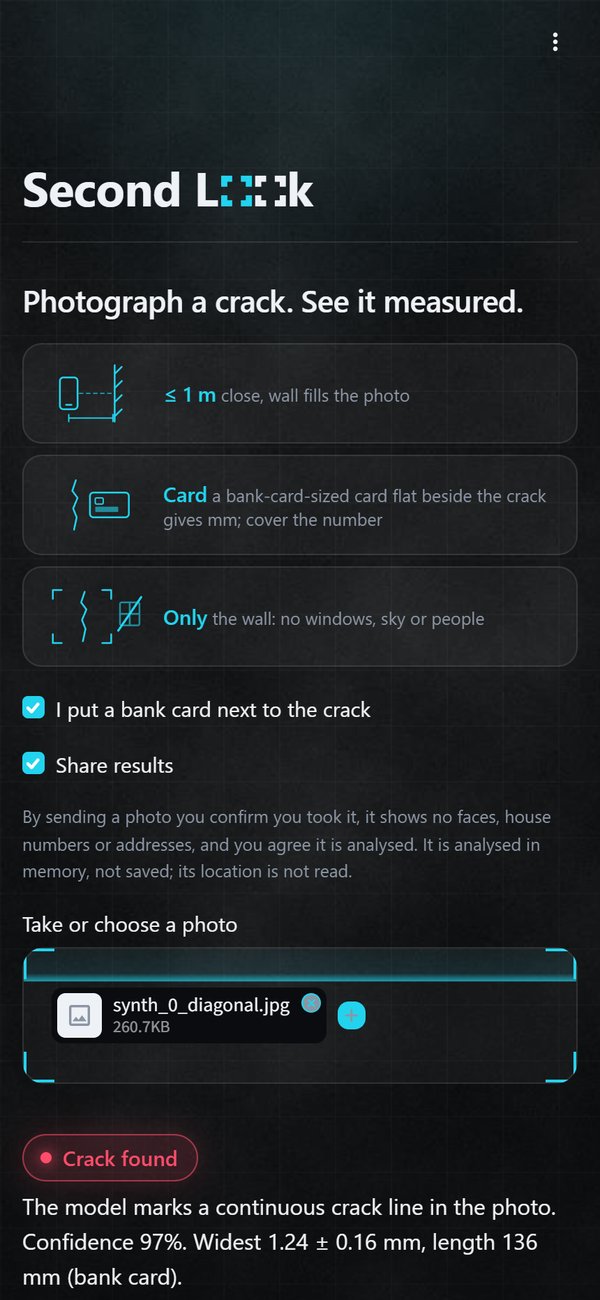 Second Look
Photograph a crack. See it measured.
≤ 1 m close, wall fills the photo
Card a bank-card-sized card flat beside the crack
gives mm; cover the number
Only the wall: no windows, sky or people
I put a bank card next to the crack
Share results
By sending a photo you confirm you took it, it shows no faces, house
numbers or addresses, and you agree it is analysed. It is analysed in
memory, not saved; its location is not read.
Take or choose a photo
synth_0_diagonal.jpg
260.7KB
Crack found
The model marks a continuous crack line in the photo.
Confidence 97%. Widest 1.24 ± 0.16 mm, length 136
mm (bank card).